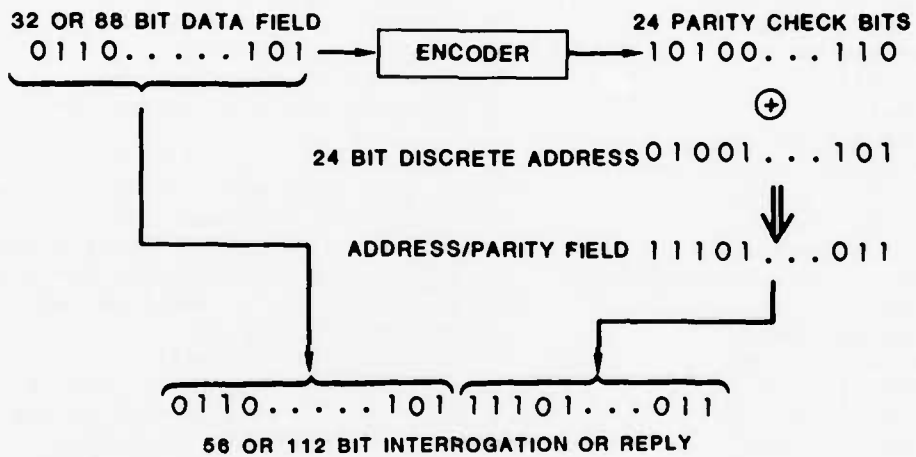 32 OR 88 BIT DATA FIELD
0110.....101
ENCODER
24 PARITY CHECK BITS
10100...110
+
24 BIT DISCRETE ADDRESS 01001...101
ADDRESS/PARITY FIELD 11101...011
0110.....101 11101...011
56 OR 112 BIT INTERROGATION OR REPLY